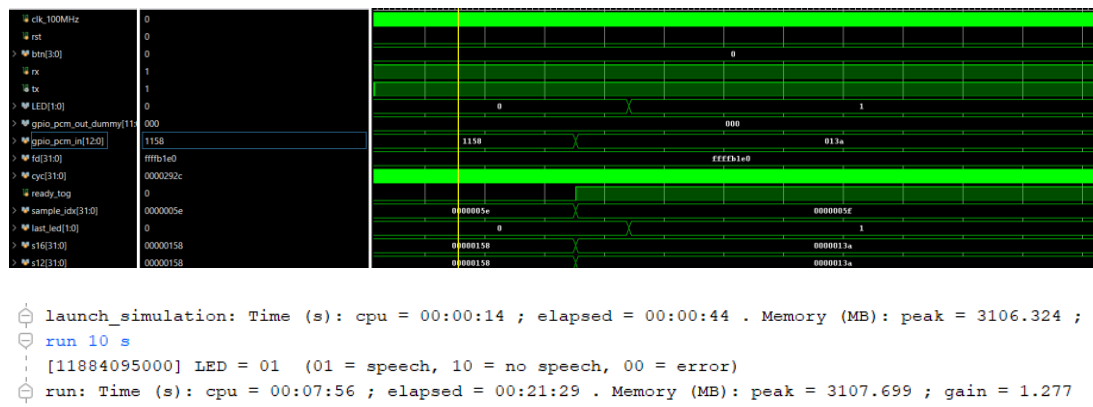 clk_100MHz 0
rst 0
btn[3:0] 0 0
rx 1
tx 1
LED[1:0] 0 0 1
gpio_pcm_out_dummy[11: 000 000
gpio_pcm_in[12:0] 1158 1158 013a
fd[31:0] ffffb1e0 ffffb1e0
cyc[31:0] 0000292c
ready_tog 0
sample_idx[31:0] 0000005e 0000005e 0000005f
last_led[1:0] 0 0 1
s16[31:0] 00000158 00000158 0000013a
s12[31:0] 00000158 00000158 0000013a
launch_simulation: Time (s): cpu = 00:00:14 ; elapsed = 00:00:44 . Memory (MB): peak = 3106.324 ;
run 10 s
[11884095000] LED = 01 (01 = speech, 10 = no speech, 00 = error)
run: Time (s): cpu = 00:07:56 ; elapsed = 00:21:29 . Memory (MB): peak = 3107.699 ; gain = 1.277